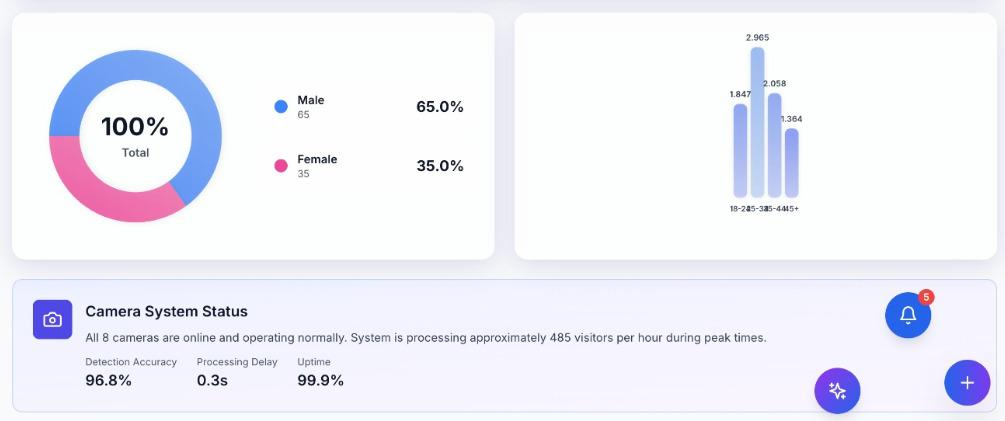 100%
Total
Male
65
65.0%
Female
35
35.0%
2.965
1.847
2.058
1.364
45+
Camera System Status
All 8 cameras are online and operating normally. System is processing approximately 485 visitors per hour during peak times.
Detection Accuracy
Processing Delay
Uptime
96.8%
0.3s
99.9%
5